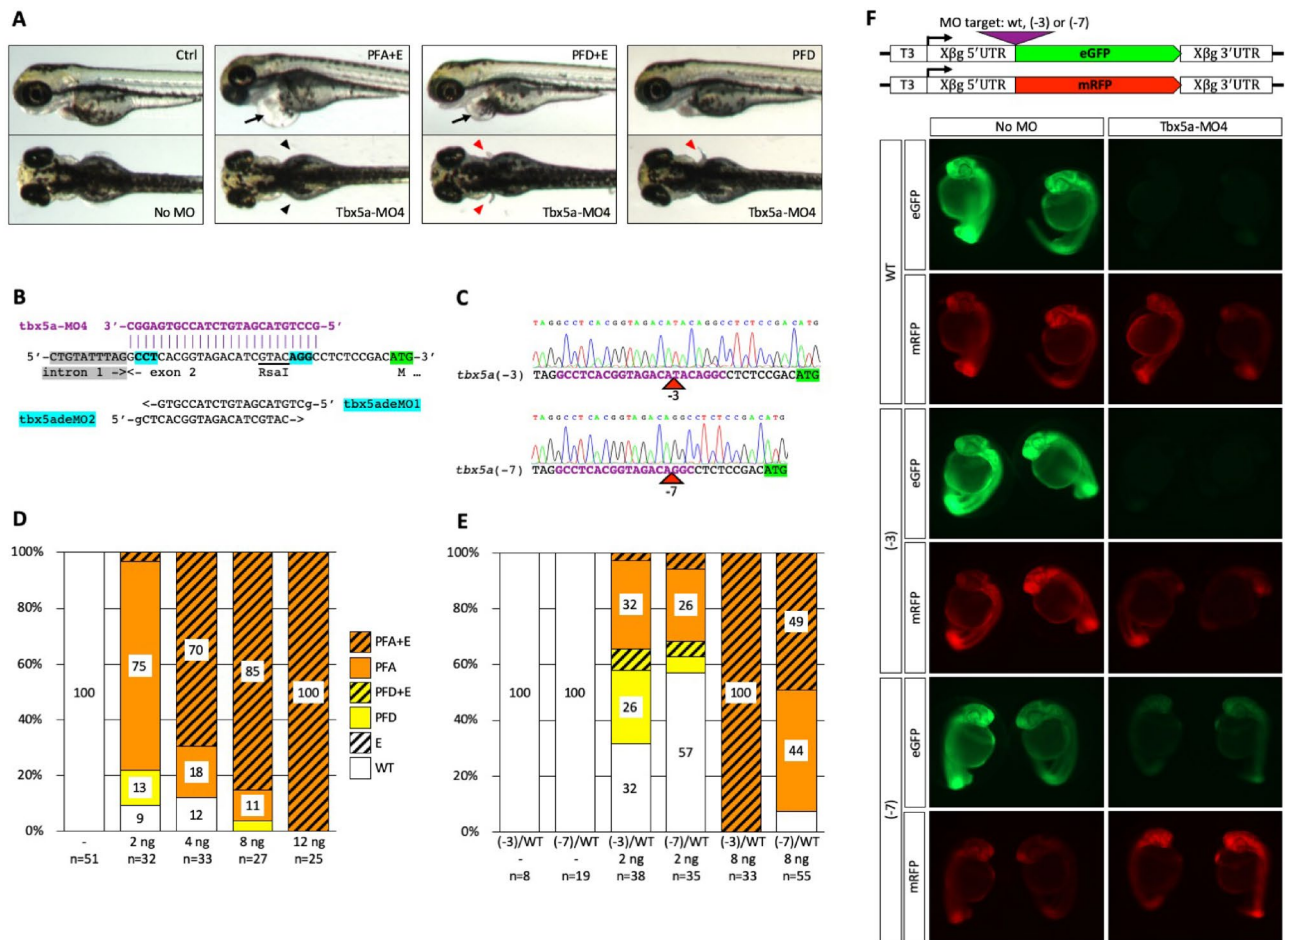 A
Ctrl
PFA+E
PFD+E
PFD
No MO
Tbx5a-MO4
Tbx5a-MO4
Tbx5a-MO4
B
tbx5a-MO4 3’-CGGAGTGCCATCTGTAGCATGTCCG-5’
5’-CTGTATTTAGGCCTCACGGTAGACATCGTACAGGCCTCTCCGACATG-3’
intron 1 -><- exon 2 RsaI M …
<-GTGCCATCTGTAGCATGTCg-5’ tbx5adeMO1
tbx5adeMO2 5’-gCTCACGGTAGACATCGTAC->
C
TAGGCCTCACGGTAGACATACAGGCCTCTCCGACATG
tbx5a(-3) TAGGCCTCACGGTAGACATACAGGCCTCTCCGACATG
-3
TAGGCCTCACGGTAGACAGGCCTCTCCGACATG
tbx5a(-7) TAGGCCTCACGGTAGACAGGCCTCTCCGACATG
-7
D
100%
80%
60%
40%
20%
0%
100
75
13
9
70
18
12
85
11
100
- 2 ng 4 ng 8 ng 12 ng
n=51 n=32 n=33 n=27 n=25
PFA+E
PFA
PFD+E
PFD
E
WT
E
100%
80%
60%
40%
20%
0%
100
100
32
26
32
26
57
100
49
44
(-3)/WT (-7)/WT (-3)/WT (-7)/WT (-3)/WT (-7)/WT
- - 2 ng 2 ng 8 ng 8 ng
n=8 n=19 n=38 n=35 n=33 n=55
F
MO target: wt, (-3) or (-7)
T3 Xβg 5’UTR eGFP Xβg 3’UTR
T3 Xβg 5’UTR mRFP Xβg 3’UTR
No MO Tbx5a-MO4
WT
eGFP
mRFP
(-3)
eGFP
mRFP
(-7)
eGFP
mRFP